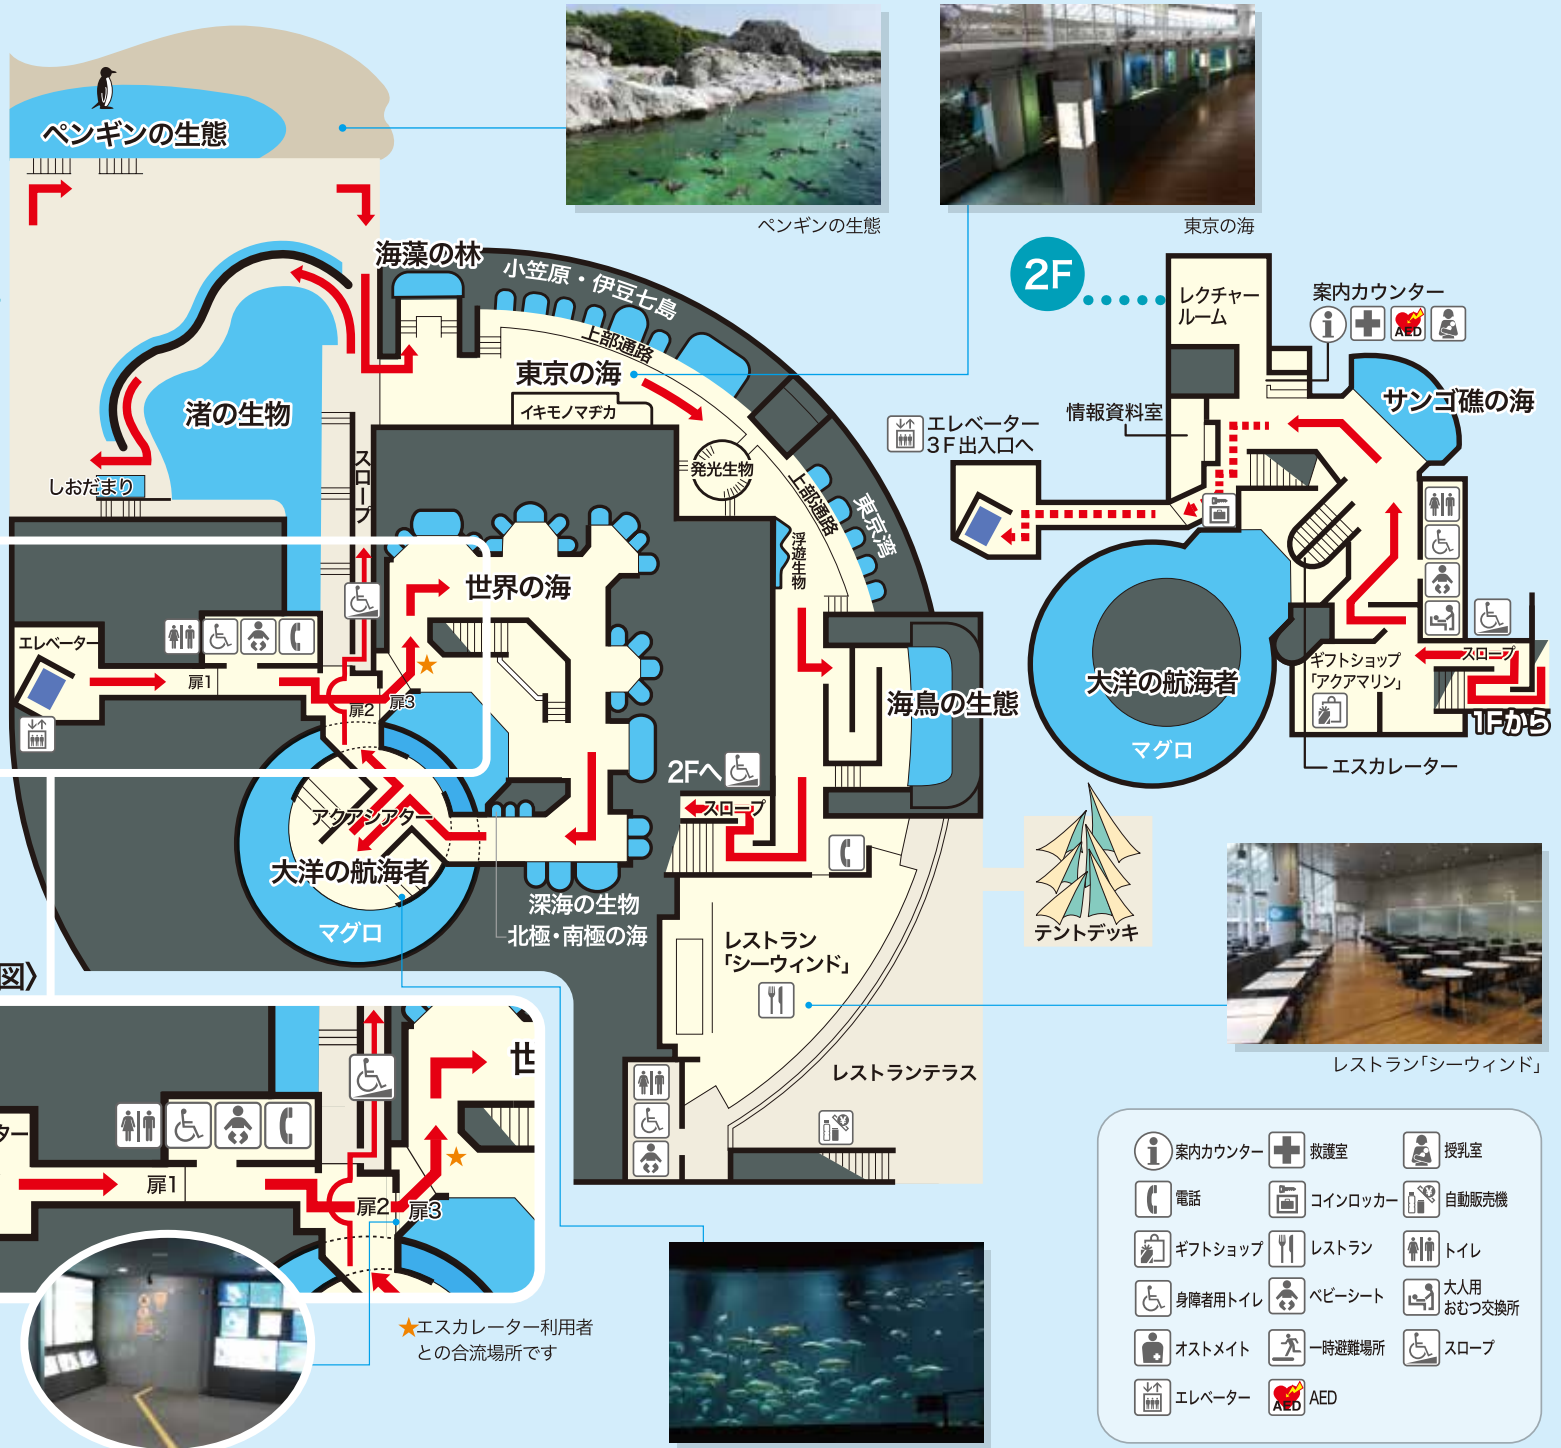 ペンギンの生態
ペンギンの生態
東京の海
海藻の林
小笠原・伊豆七島
上部通路
東京の海
イキモノマヂカ
発光生物
上部通路
東京湾
浮遊生物
渚の生物
しおだまり
スロープ
世界の海
エレベーター
扉1
扉2
扉3
海鳥の生態
2Fへ
スロープ
アクアシアター
大洋の航海者
マグロ
深海の生物
北極・南極の海
レストラン
「シーウィンド」
レストランテラス
テントデッキ
2F
レクチャー
ルーム
案内カウンター
AED
サンゴ礁の海
情報資料室
エレベーター
3F出入口へ
大洋の航海者
マグロ
ギフトショップ
「アクアマリン」
スロープ
1Fから
エスカレーター
レストラン「シーウィンド」
図〉
世
ター
扉1
扉2
扉3
★エスカレーター利用者
との合流場所です
案内カウンター
救護室
授乳室
電話
コインロッカー
自動販売機
ギフトショップ
レストラン
トイレ
身障者用トイレ
ベビーシート
大人用
おむつ交換所
オストメイト
一時避難場所
スロープ
エレベーター
AED
AED